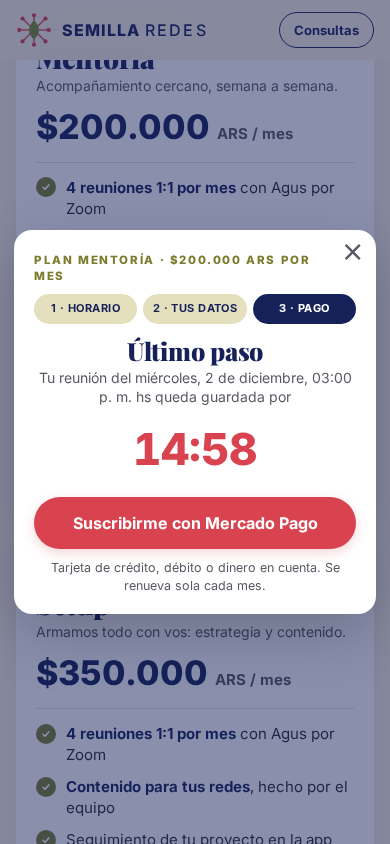 SEMILLA REDES
Consultas
Mentoría
Acompañamiento cercano, semana a semana.
$200.000 ARS / mes
4 reuniones 1:1 por mes con Agus por
Zoom
PLAN MENTORÍA · $200.000 ARS POR
MES
1 · HORARIO
2 · TUS DATOS
3 · PAGO
Último paso
Tu reunión del miércoles, 2 de diciembre, 03:00
p. m. hs queda guardada por
14:58
Suscribirme con Mercado Pago
Tarjeta de crédito, débito o dinero en cuenta. Se
renueva sola cada mes.
Armamos todo con vos: estrategia y contenido.
$350.000 ARS / mes
4 reuniones 1:1 por mes con Agus por
Zoom
Contenido para tus redes, hecho por el
equipo
Seguimiento de tu proyecto en la app